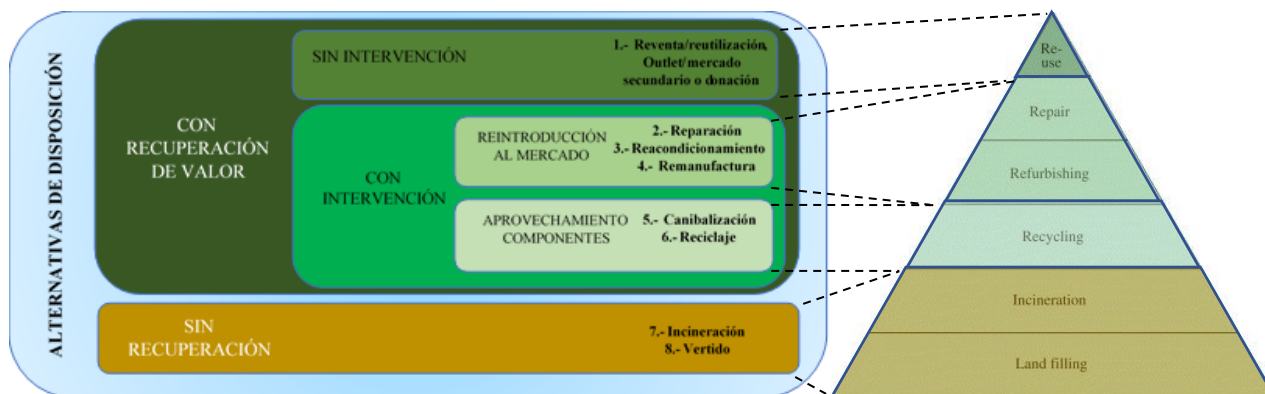 ALTERNATIVAS DE DISPOSICIÓN
CON
RECUPERACIÓN
DE VALOR
SIN INTERVENCIÓN
1.- Reventa/reutilización,
Outlet/mercado
secundario o donación
CON
INTERVENCIÓN
REINTRODUCCIÓN
AL MERCADO
2.- Reparación
3.- Reacondicionamiento
4.- Remanufactura
APROVECHAMIENTO
COMPONENTES
5.- Canibalización
6.- Reciclaje
SIN
RECUPERACIÓN
7.- Incineración
8.- Vertido
Re-
use
Repair
Refurbishing
Recycling
Incineration
Land filling